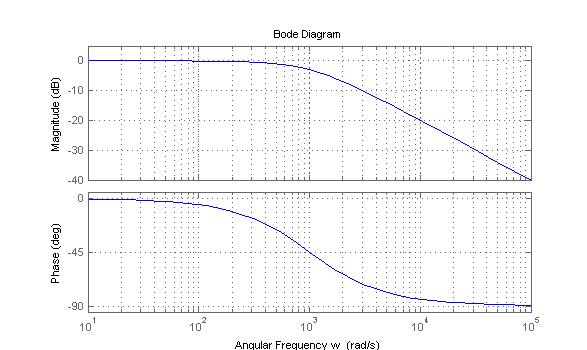 Bode Diagram
Magnitude (dB)
0
-10
-20
-30
-40
Phase (deg)
0
-45
-90
10^1 10^2 10^3 10^4 10^5
Angular Frequency w (rad/s)